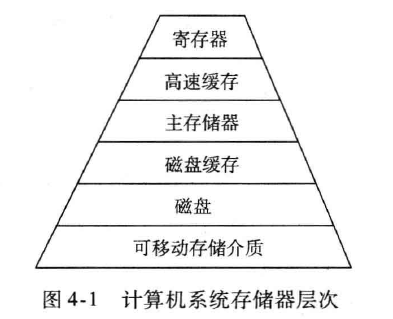 寄存器
高速缓存
主存储器
磁盘缓存
磁盘
可移动存储介质
图 4-1 计算机系统存储器层次